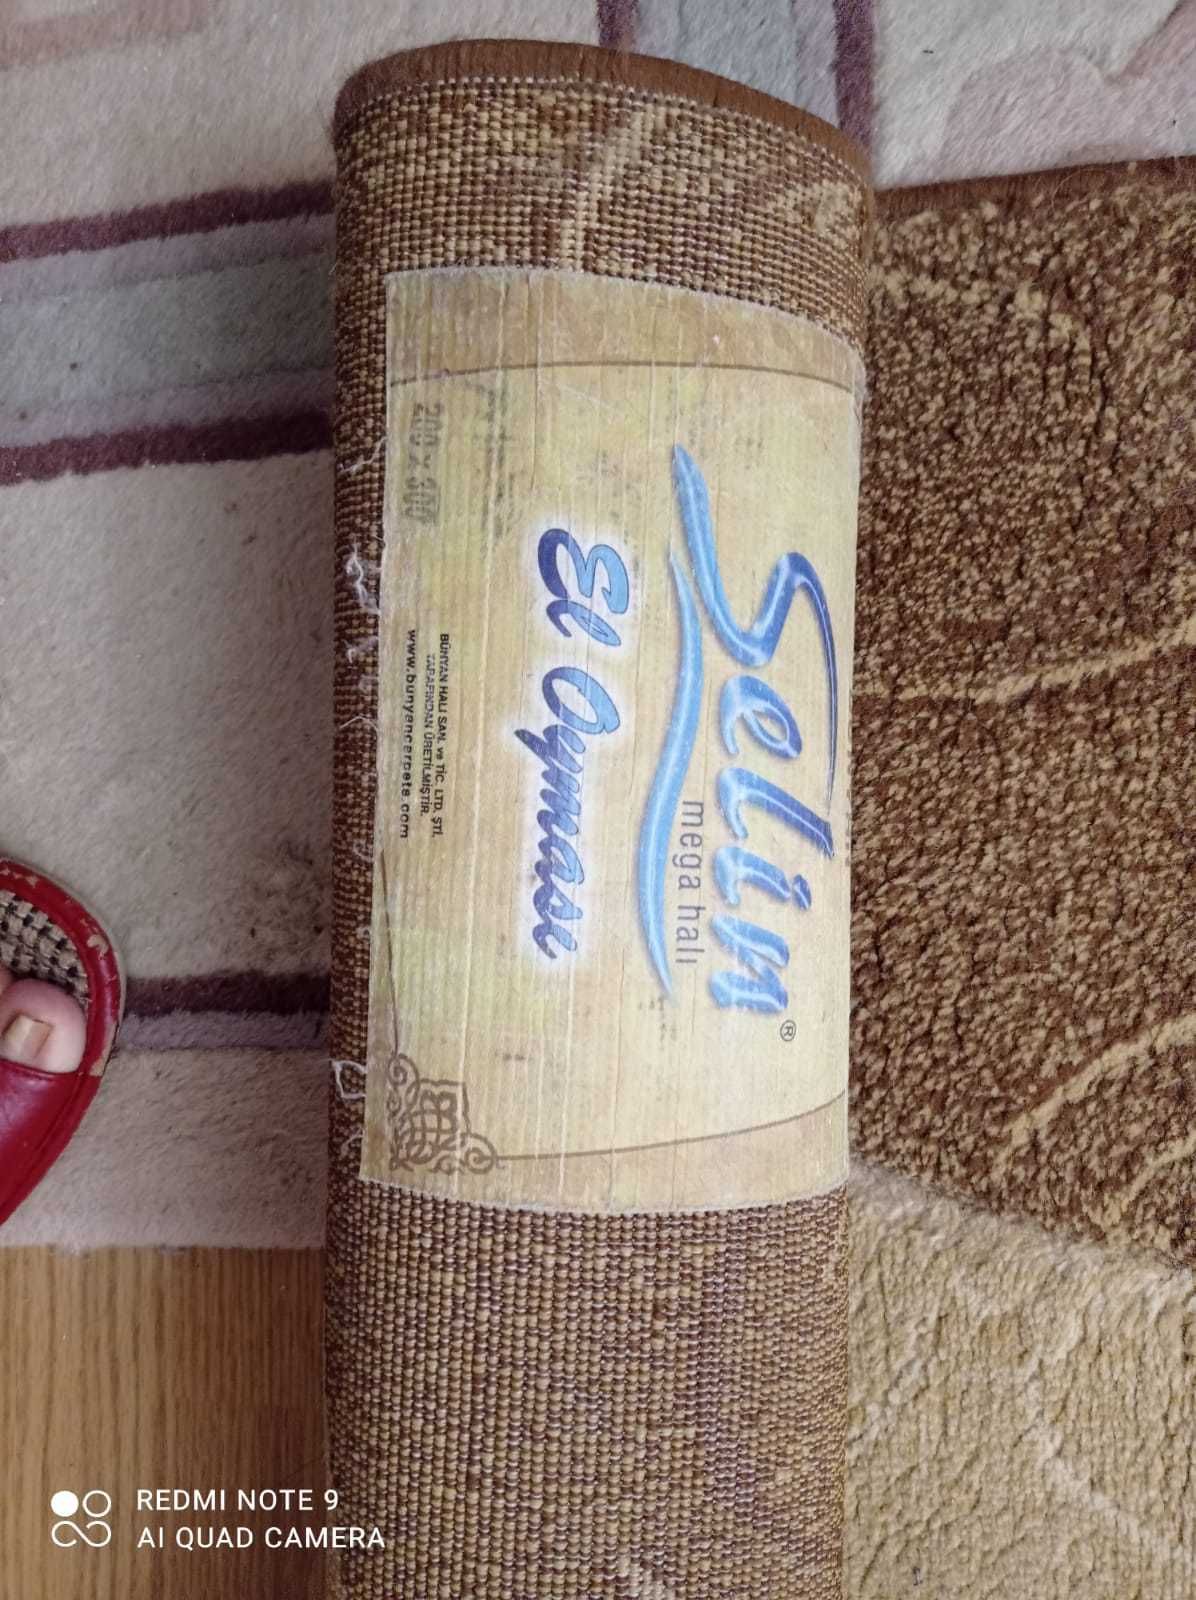 Selin®
mega halı
El Oyması
200 x 300
BÜNYAN HALI SAN. ve TİC. LTD. ŞTİ.
TARAFINDAN ÜRETİLMİŞTİR.
www.bunyancarpets.com
REDMI NOTE 9
AI QUAD CAMERA